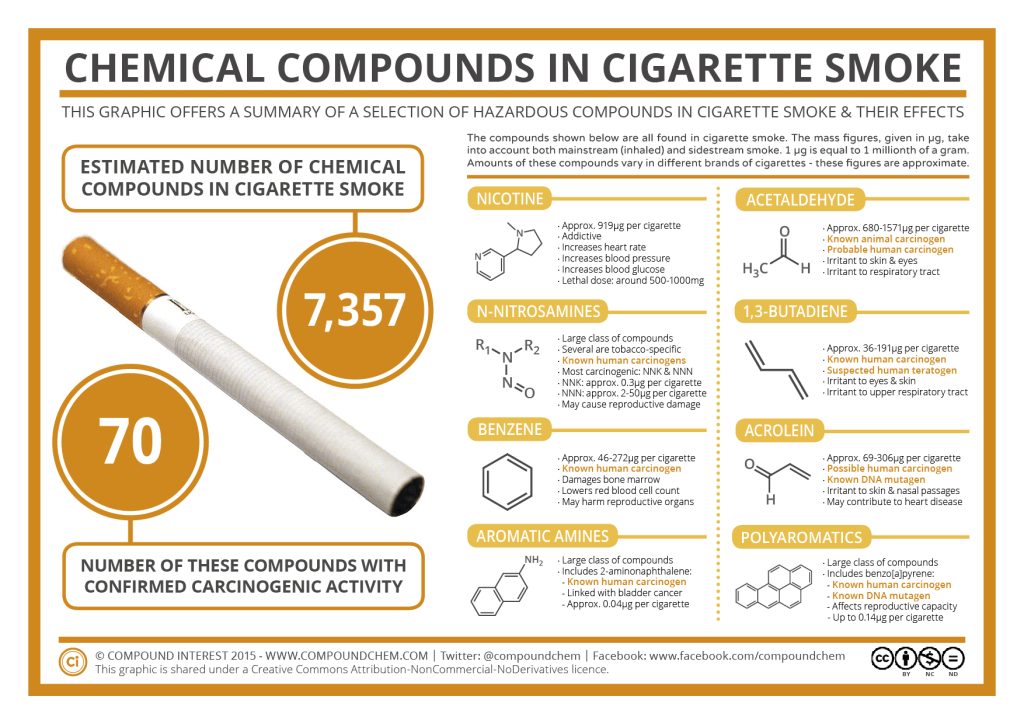 CHEMICAL COMPOUNDS IN CIGARETTE SMOKE
THIS GRAPHIC OFFERS A SUMMARY OF A SELECTION OF HAZARDOUS COMPOUNDS IN CIGARETTE SMOKE & THEIR EFFECTS
ESTIMATED NUMBER OF CHEMICAL
COMPOUNDS IN CIGARETTE SMOKE
7,357
70
NUMBER OF THESE COMPOUNDS WITH
CONFIRMED CARCINOGENIC ACTIVITY
The compounds shown below are all found in cigarette smoke. The mass figures, given in µg, take
into account both mainstream (inhaled) and sidestream smoke. 1 µg is equal to 1 millionth of a gram.
Amounts of these compounds vary in different brands of cigarettes - these figures are approximate.
NICOTINE
N
N
· Approx. 919µg per cigarette
· Addictive
· Increases heart rate
· Increases blood pressure
· Increases blood glucose
· Lethal dose: around 500-1000mg
N-NITROSAMINES
R1 N R2
N O
· Large class of compounds
· Several are tobacco-specific
· Known human carcinogens
· Most carcinogenic: NNK & NNN
· NNK: approx. 0.3µg per cigarette
· NNN: approx. 2-50µg per cigarette
· May cause reproductive damage
BENZENE
· Approx. 46-272µg per cigarette
· Known human carcinogen
· Damages bone marrow
· Lowers red blood cell count
· May harm reproductive organs
AROMATIC AMINES
NH2
· Large class of compounds
· Includes 2-aminonaphthalene:
- Known human carcinogen
- Linked with bladder cancer
- Approx. 0.04µg per cigarette
ACETALDEHYDE
O
H3C H
· Approx. 680-1571µg per cigarette
· Known animal carcinogen
· Probable human carcinogen
· Irritant to skin & eyes
· Irritant to respiratory tract
1,3-BUTADIENE
· Approx. 36-191µg per cigarette
· Known human carcinogen
· Suspected human teratogen
· Irritant to eyes & skin
· Irritant to upper respiratory tract
ACROLEIN
O
H
· Approx. 69-306µg per cigarette
· Possible human carcinogen
· Known DNA mutagen
· Irritant to skin & nasal passages
· May contribute to heart disease
POLYAROMATICS
· Large class of compounds
· Includes benzo[a]pyrene:
- Known human carcinogen
- Known DNA mutagen
- Affects reproductive capacity
- Up to 0.14µg per cigarette
Ci
© COMPOUND INTEREST 2015 - WWW.COMPOUNDCHEM.COM | Twitter: @compoundchem | Facebook: www.facebook.com/compoundchem
This graphic is shared under a Creative Commons Attribution-NonCommercial-NoDerivatives licence.
cc
BY NC ND